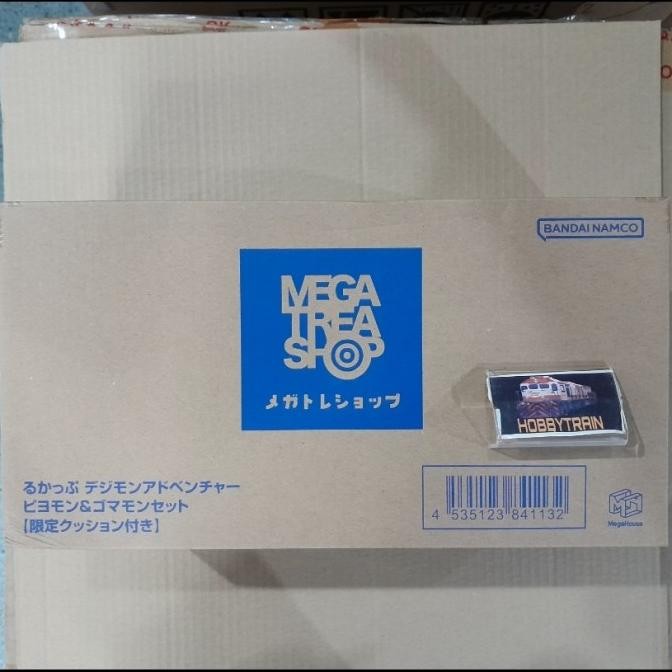 BANDAI NAMCO
MEGA
TREA
SHOP
メガトレショップ
HOBBYTRAIN
るかっぷ デジモンアドベンチャー
ピヨモン&ゴマモンセット
【限定クッション付き】
4 535123 841132
MegaHouse